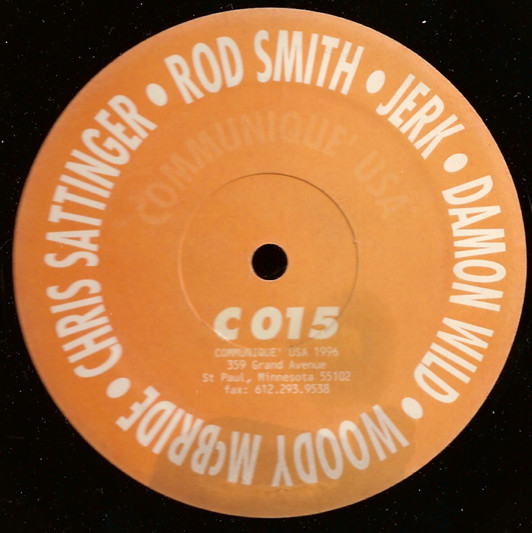 CHRIS SATTINGER • ROD SMITH • JERK • DAMON WILD • WOODY McBRIDE •
COMMUNIQUE' USA
C 015
COMMUNIQUE' USA 1996
359 Grand Avenue
St Paul, Minnesota 55102
fax: 612.293.9538